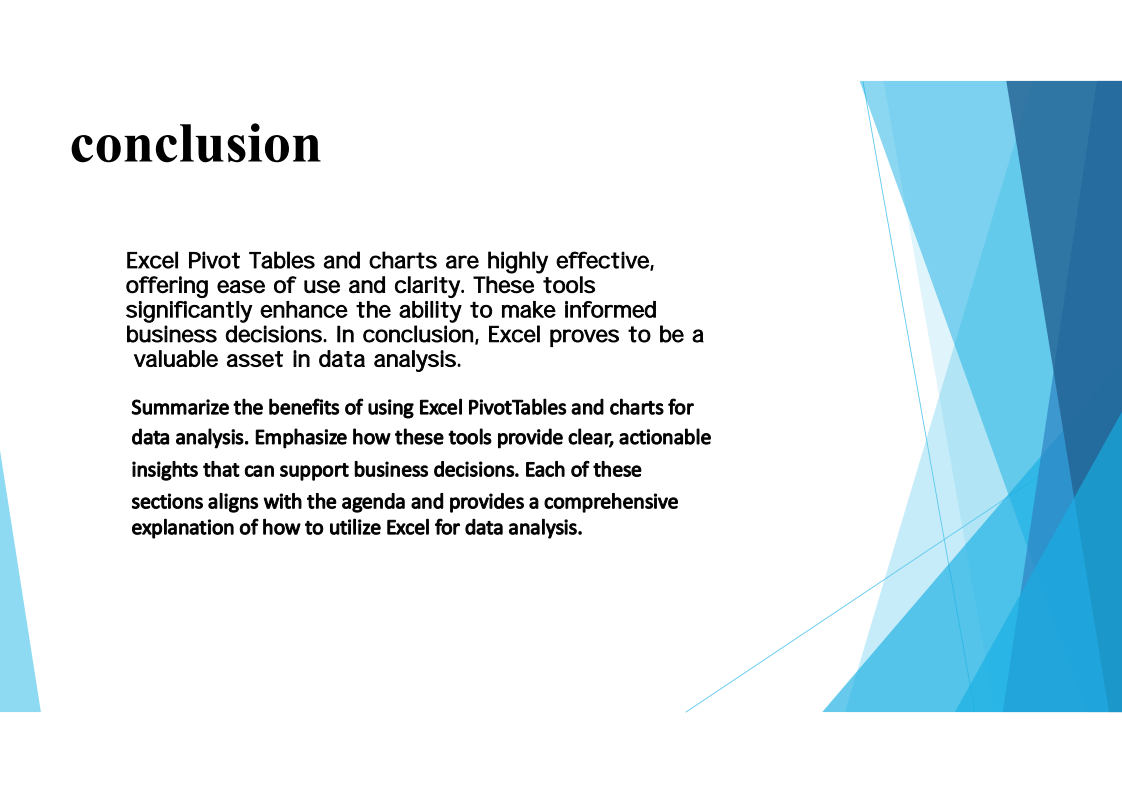 conclusion
Excel Pivot Tables and charts are highly effective,
offering ease of use and clarity. These tools
significantly enhance the ability to make informed
business decisions. In conclusion, Excel proves to be a
valuable asset in data analysis.
Summarize the benefits of using Excel PivotTables and charts for
data analysis. Emphasize how these tools provide clear, actionable
insights that can support business decisions. Each of these
sections aligns with the agenda and provides a comprehensive
explanation of how to utilize Excel for data analysis.